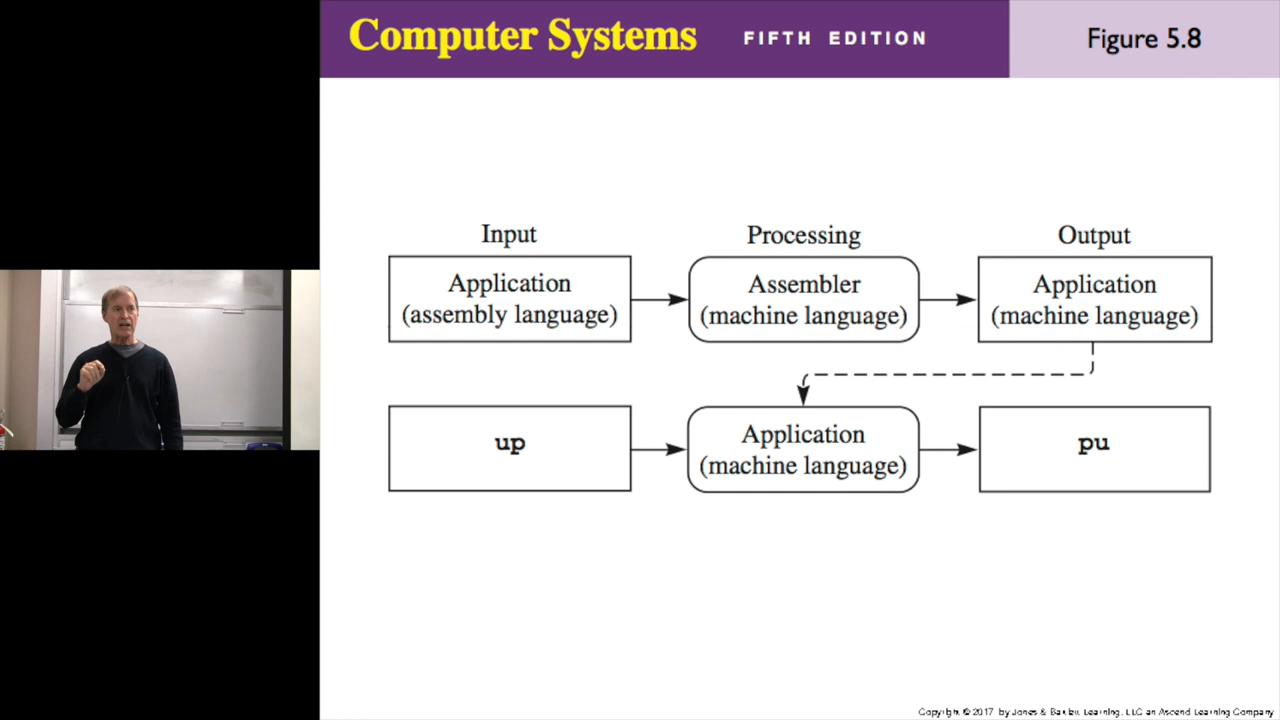 Computer Systems FIFTH EDITION Figure 5.8
Input Processing Output
Application
(assembly language)
Assembler
(machine language)
Application
(machine language)
up
Application
(machine language)
pu
Copyright © 2017 by Jones & Bartlett Learning, LLC an Ascend Learning Company